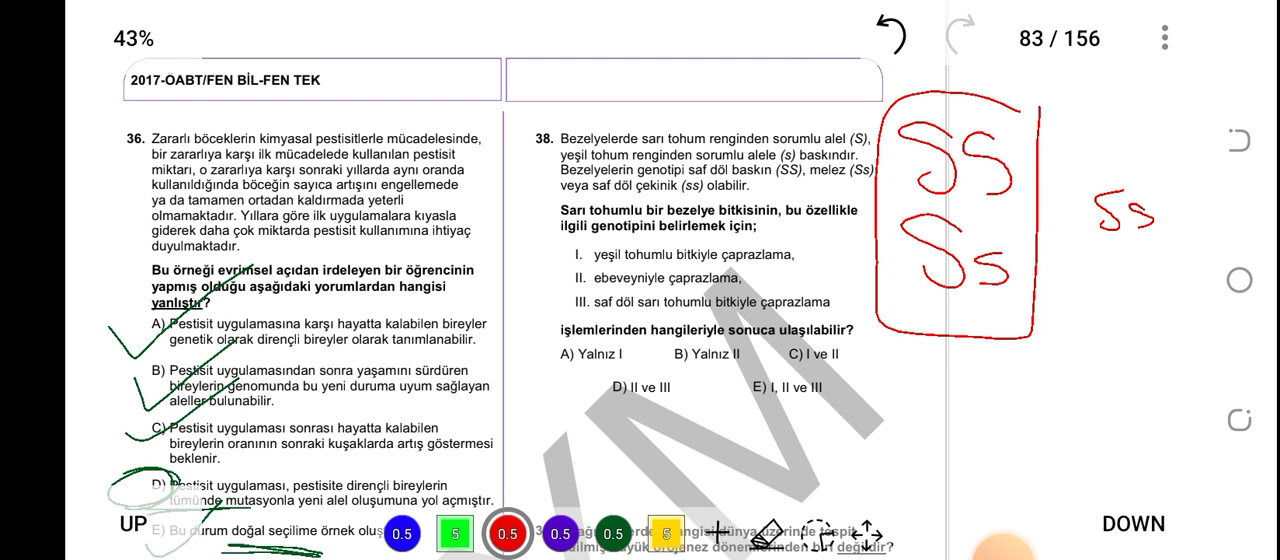 43%
83 / 156
2017-ÖABT/FEN BİL-FEN TEK
36. Zararlı böceklerin kimyasal pestisitlerle mücadelesinde,
bir zararlıya karşı ilk mücadelede kullanılan pestisit
miktarı, o zararlıya karşı sonraki yıllarda aynı oranda
kullanıldığında böceğin sayıca artışını engellemede
ya da tamamen ortadan kaldırmada yeterli
olmamaktadır. Yıllara göre ilk uygulamalara kıyasla
giderek daha çok miktarda pestisit kullanımına ihtiyaç
duyulmaktadır.
Bu örneği evrimsel açıdan irdeleyen bir öğrencinin
yapmış olduğu aşağıdaki yorumlardan hangisi
yanlıştır?
A) Pestisit uygulamasına karşı hayatta kalabilen bireyler
genetik olarak dirençli bireyler olarak tanımlanabilir.
B) Pestisit uygulamasından sonra yaşamını sürdüren
bireylerin genomunda bu yeni duruma uyum sağlayan
aleller bulunabilir.
C) Pestisit uygulaması sonrası hayatta kalabilen
bireylerin oranının sonraki kuşaklarda artış göstermesi
beklenir.
D) Pestisit uygulaması, pestisite dirençli bireylerin
tümünde mutasyonla yeni alel oluşumuna yol açmıştır.
E) Bu durum doğal seçilime örnek
38. Bezelyelerde sarı tohum renginden sorumlu alel (S),
yeşil tohum renginden sorumlu alele (s) baskındır.
Bezelyelerin genotipi saf döl baskın (SS), melez (Ss)
veya saf döl çekinik (ss) olabilir.
Sarı tohumlu bir bezelye bitkisinin, bu özellikle
ilgili genotipini belirlemek için;
I. yeşil tohumlu bitkiyle çaprazlama,
II. ebeveyniyle çaprazlama,
III. saf döl sarı tohumlu bitkiyle çaprazlama
işlemlerinden hangileriyle sonuca ulaşılabilir?
A) Yalnız I B) Yalnız II C) I ve II
D) II ve III E) I, II ve III
SS
Ss
Ss
dünya üzerinde tespit
dönemlerinden biri değildir?
UP
0.5 5 0.5 0.5 0.5 5
DOWN